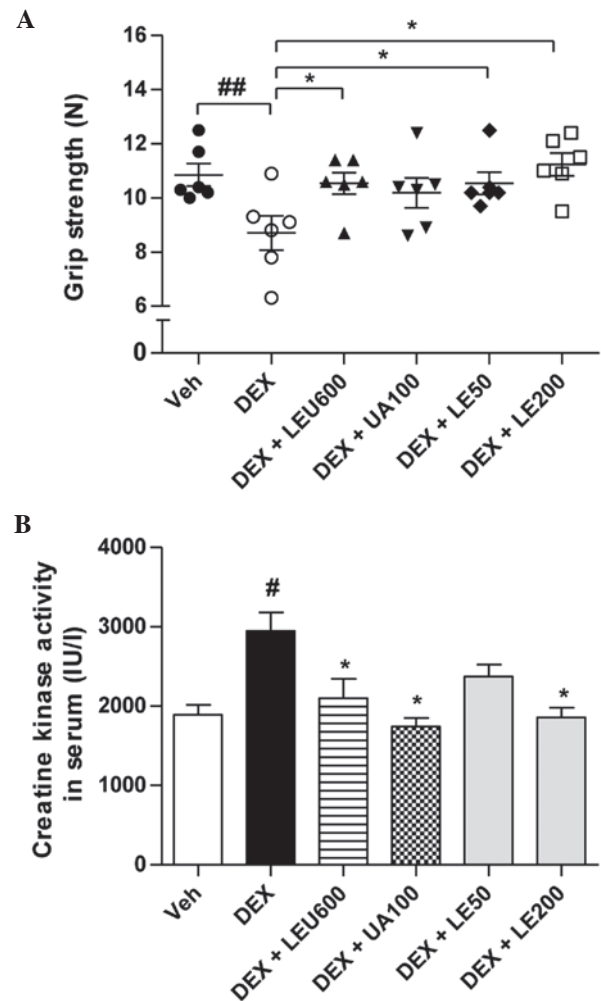 A
Grip strength (N)
16
14
12
10
8
6
0
*
*
*
##
Veh
DEX
DEX + LEU600
DEX + UA100
DEX + LE50
DEX + LE200
B
Creatine kinase activity
in serum (IU/l)
4000
3000
2000
1000
0
#
*
*
*
Veh
DEX
DEX + LEU600
DEX + UA100
DEX + LE50
DEX + LE200